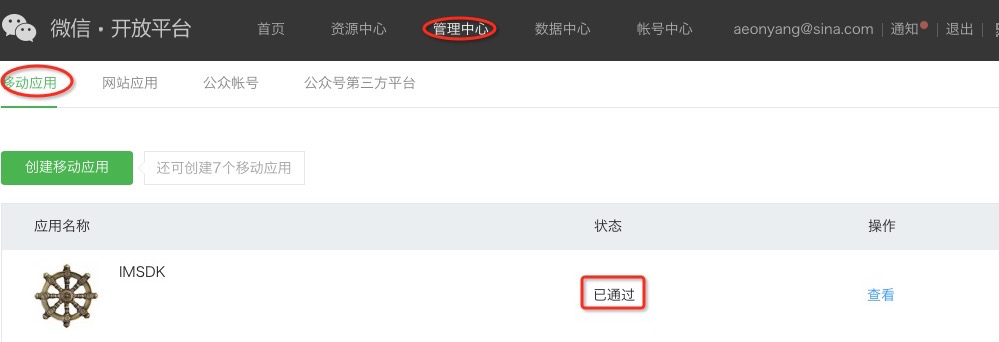 微信·开放平台 首页 资源中心 管理中心 数据中心 帐号中心 aeonyang@sina.com 通知 退出
移动应用 网站应用 公众帐号 公众号第三方平台
创建移动应用 还可创建7个移动应用
应用名称 状态 操作
IMSDK
已通过 查看